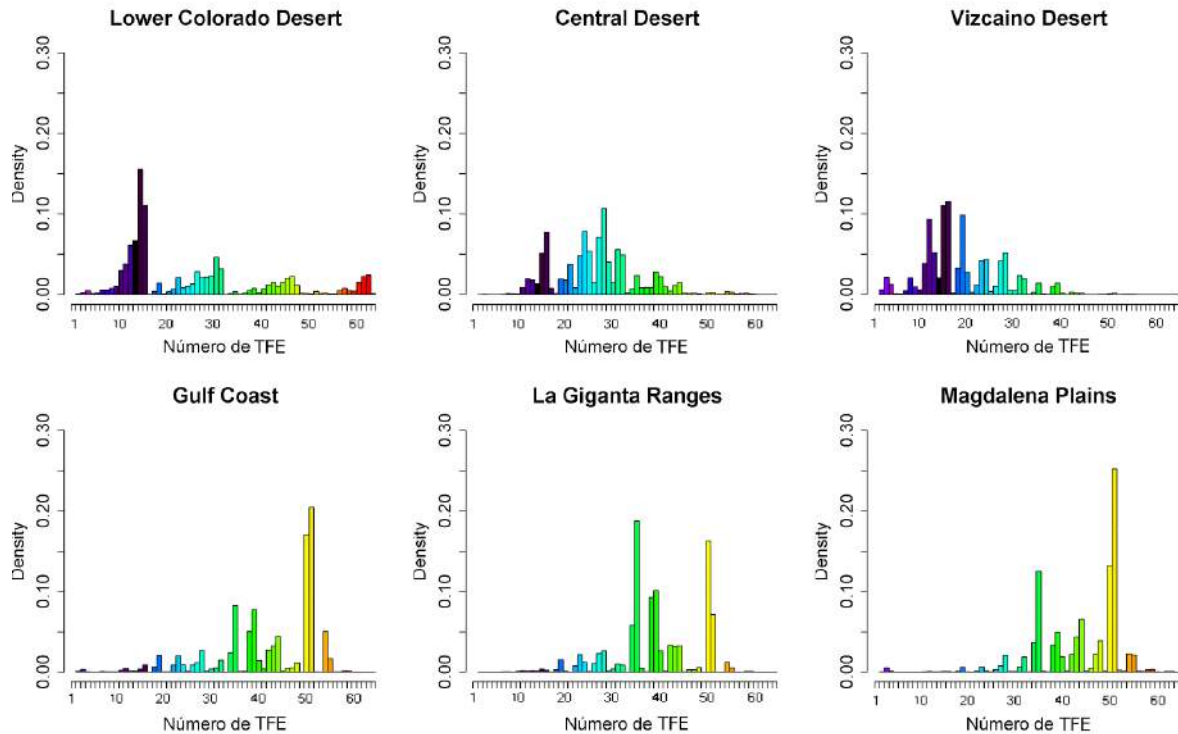 Lower Colorado Desert
Density
0.00 0.10 0.20 0.30
1 10 20 30 40 50 60
Número de TFE
Central Desert
Density
0.00 0.10 0.20 0.30
1 10 20 30 40 50 60
Número de TFE
Vizcaino Desert
Density
0.00 0.10 0.20 0.30
1 10 20 30 40 50 60
Número de TFE
Gulf Coast
Density
0.00 0.10 0.20 0.30
1 10 20 30 40 50 60
Número de TFE
La Giganta Ranges
Density
0.00 0.10 0.20 0.30
1 10 20 30 40 50 60
Número de TFE
Magdalena Plains
Density
0.00 0.10 0.20 0.30
1 10 20 30 40 50 60
Número de TFE